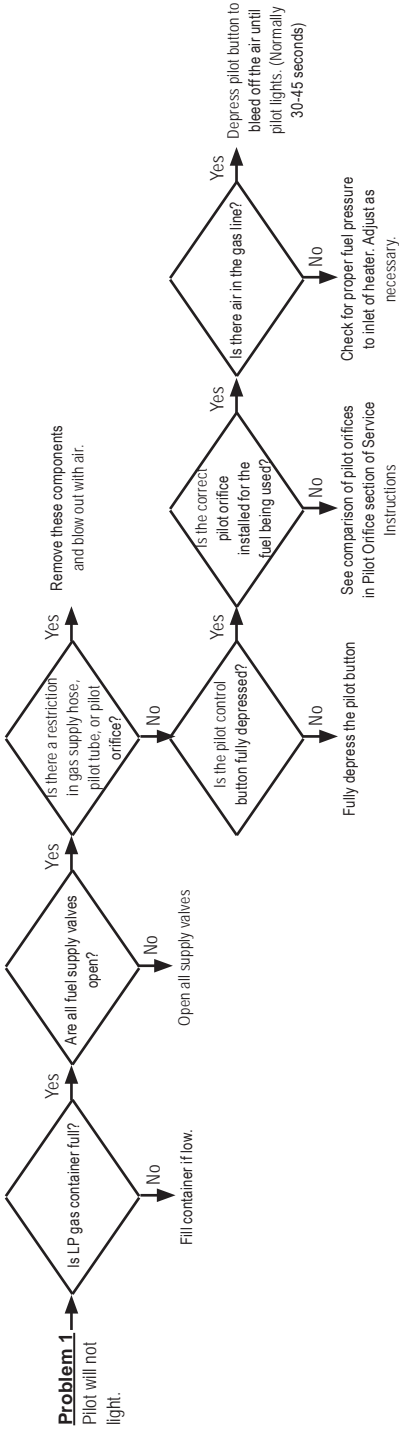 Problem 1
Pilot will not
light.
Is LP gas container full?
Yes
No
Fill container if low.
Are all fuel supply valves
open?
Yes
No
Open all supply valves
Is there a restriction
in gas supply hose,
pilot tube, or pilot
orifice?
Yes
Remove these components
and blow out with air.
No
Is the pilot control
button fully depressed?
Yes
No
Fully depress the pilot button
Is the correct
pilot orifice
installed for the
fuel being used?
Yes
No
See comparison of pilot orifices
in Pilot Orifice section of Service
Instructions
Is there air in the gas line?
Yes
Depress pilot button to
bleed off the air until
pilot lights. (Normally
30-45 seconds)
No
Check for proper fuel pressure
to inlet of heater. Adjust as
necessary.